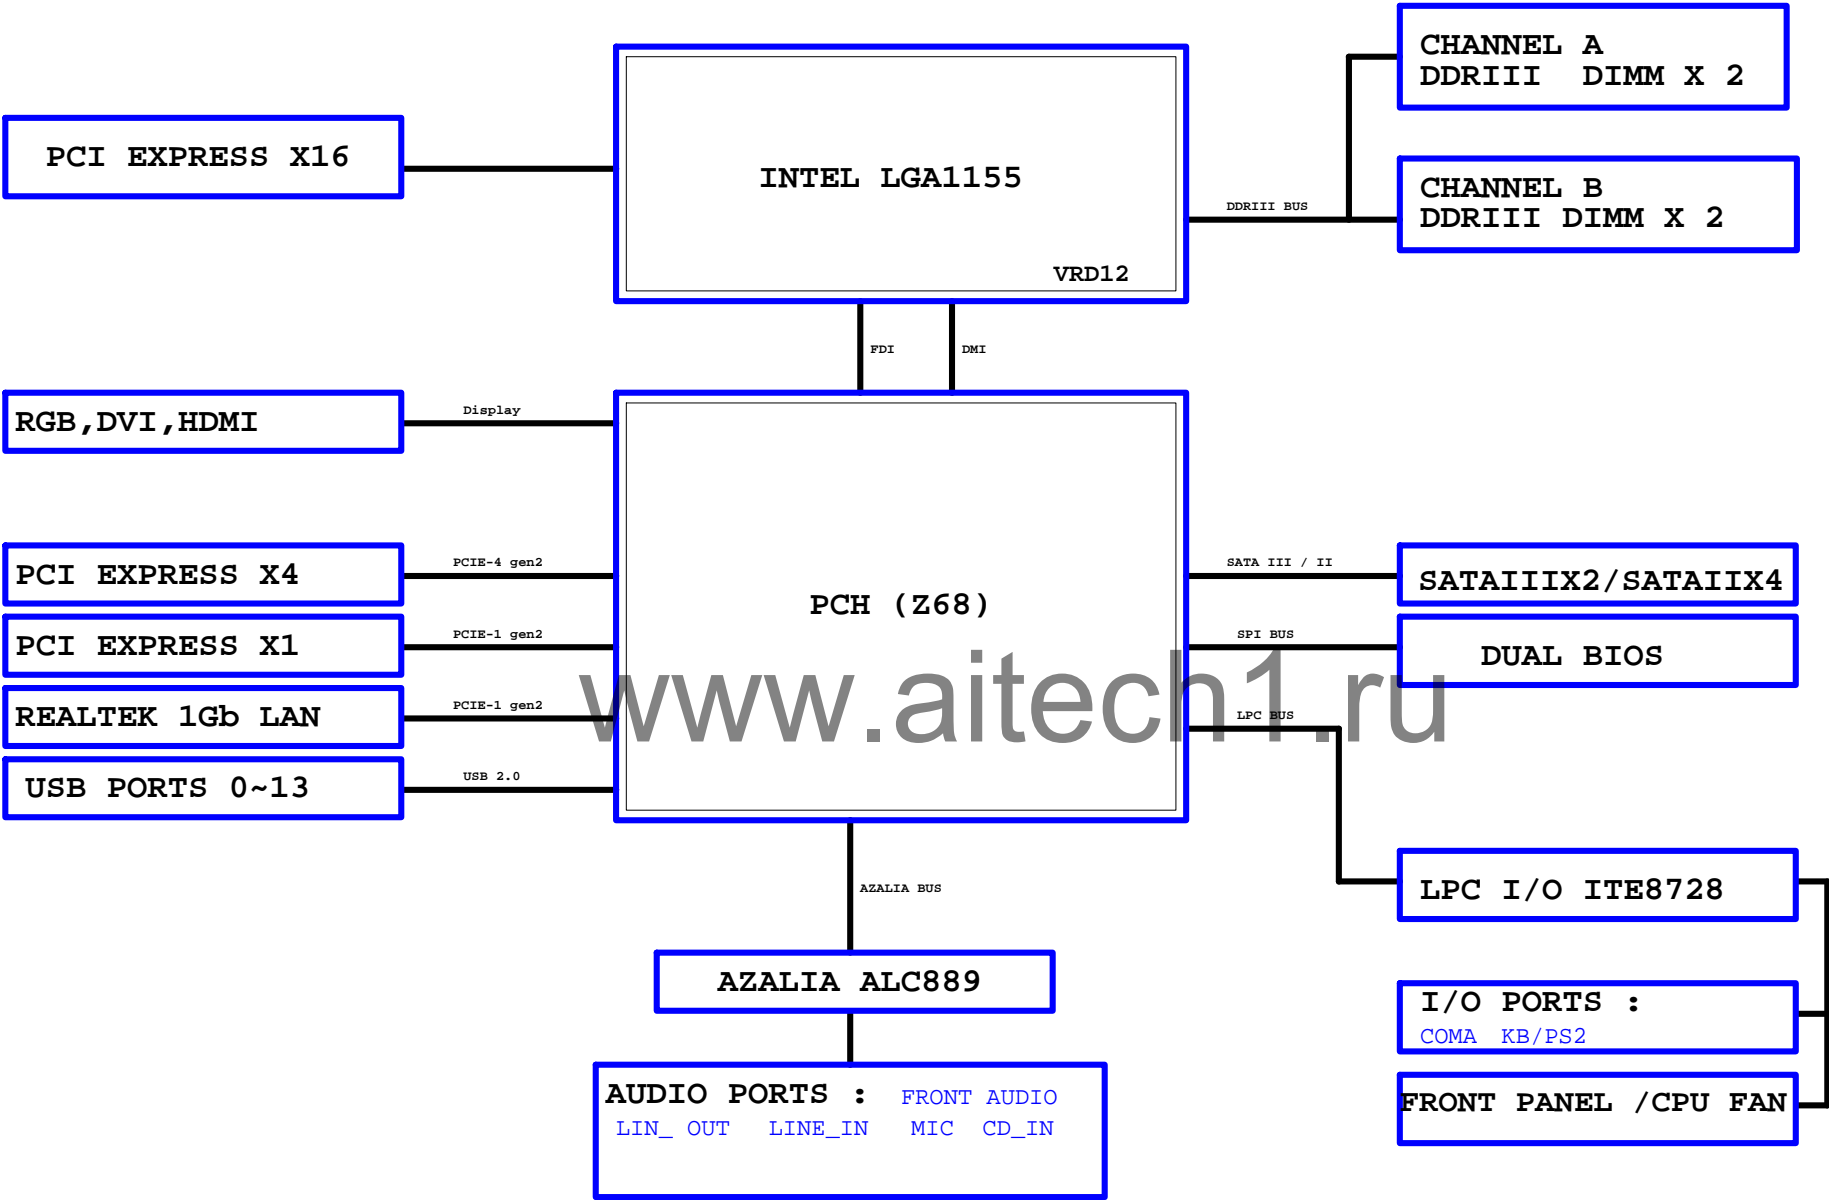 CHANNEL A
DDRIII DIMM X 2
PCI EXPRESS X16
INTEL LGA1155
VRD12
DDRIII BUS
CHANNEL B
DDRIII DIMM X 2
FDI
DMI
RGB,DVI,HDMI
Display
PCI EXPRESS X4
PCIE-4 gen2
PCI EXPRESS X1
PCIE-1 gen2
REALTEK 1Gb LAN
PCIE-1 gen2
USB PORTS 0~13
USB 2.0
PCH (Z68)
www.aitech1.ru
SATA III / II
SATAIIIX2/SATAIIX4
SPI BUS
DUAL BIOS
LPC BUS
LPC I/O ITE8728
AZALIA BUS
AZALIA ALC889
I/O PORTS :
COMA KB/PS2
AUDIO PORTS : FRONT AUDIO
LIN_ OUT LINE_IN MIC CD_IN
FRONT PANEL /CPU FAN